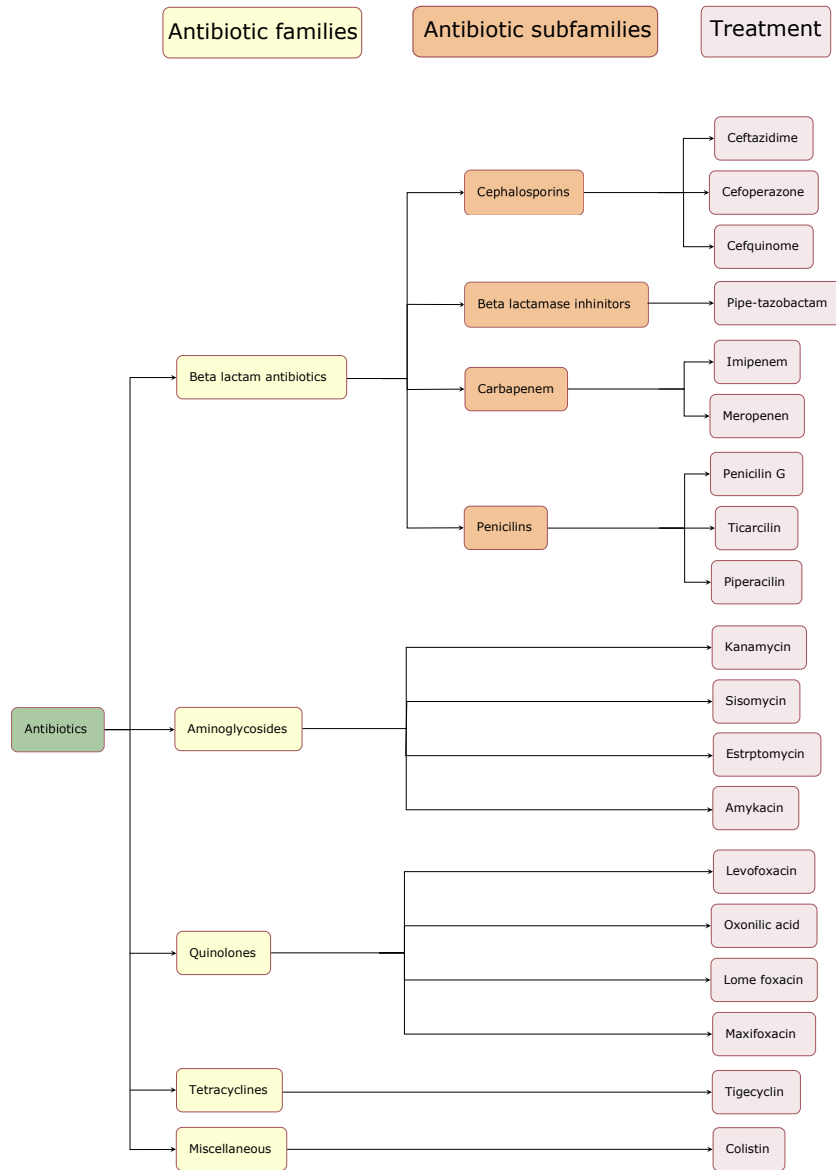 Antibiotic families
Antibiotic subfamilies
Treatment
Ceftazidime
Cephalosporins
Cefoperazone
Cefquinome
Beta lactamase inhinitors
Pipe-tazobactam
Beta lactam antibiotics
Imipenem
Carbapenem
Meropenen
Penicilin G
Penicilins
Ticarcilin
Piperacilin
Kanamycin
Sisomycin
Antibiotics
Aminoglycosides
Estrptomycin
Amykacin
Levofoxacin
Oxonilic acid
Quinolones
Lome foxacin
Maxifoxacin
Tetracyclines
Tigecyclin
Miscellaneous
Colistin